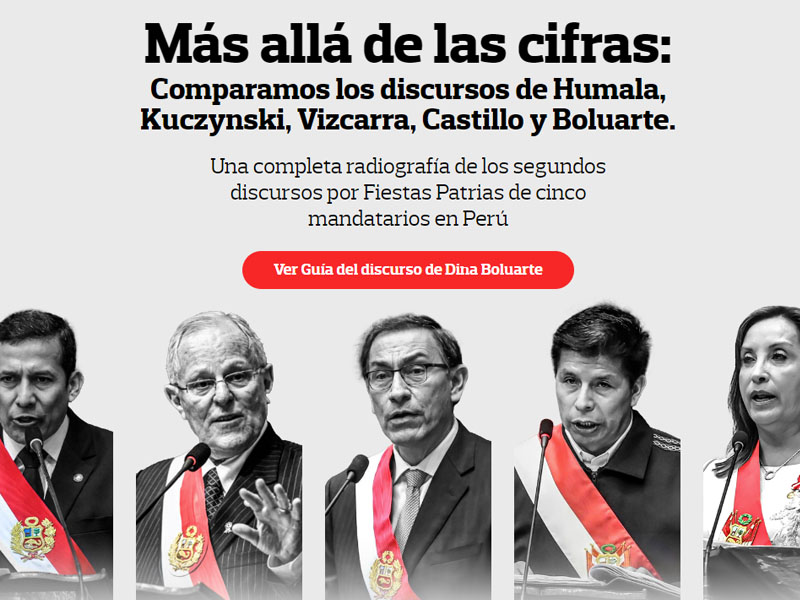 Más allá de las cifras:
Comparamos los discursos de Humala,
Kuczynski, Vizcarra, Castillo y Boluarte.
Una completa radiografía de los segundos
discursos por Fiestas Patrias de cinco
mandatarios en Perú
Ver Guía del discurso de Dina Boluarte